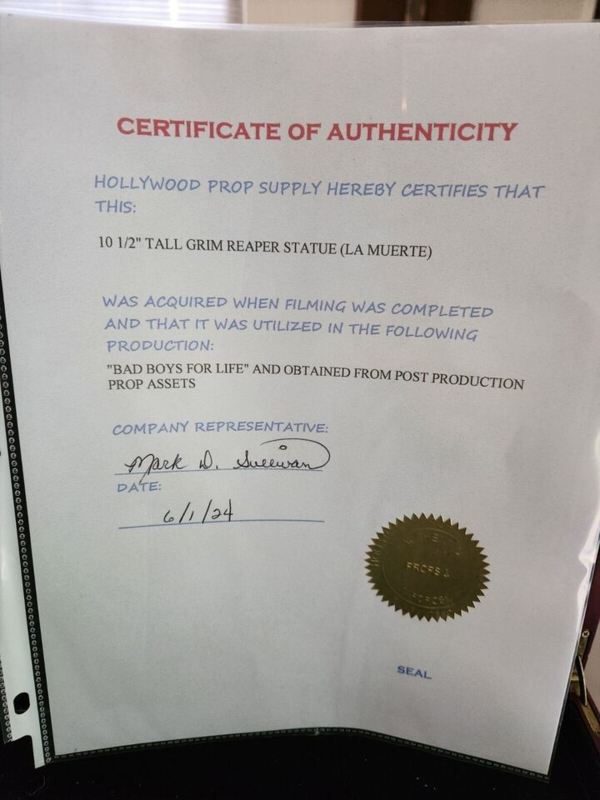 CERTIFICATE OF AUTHENTICITY
HOLLYWOOD PROP SUPPLY HEREBY CERTIFIES THAT
THIS:
10 1/2" TALL GRIM REAPER STATUE (LA MUERTE)
WAS ACQUIRED WHEN FILMING WAS COMPLETED
AND THAT IT WAS UTILIZED IN THE FOLLOWING
PRODUCTION:
"BAD BOYS FOR LIFE" AND OBTAINED FROM POST PRODUCTION
PROP ASSETS
COMPANY REPRESENTATIVE:
Mark D. Sullivan
DATE:
6/1/24
PROPS &
SEAL